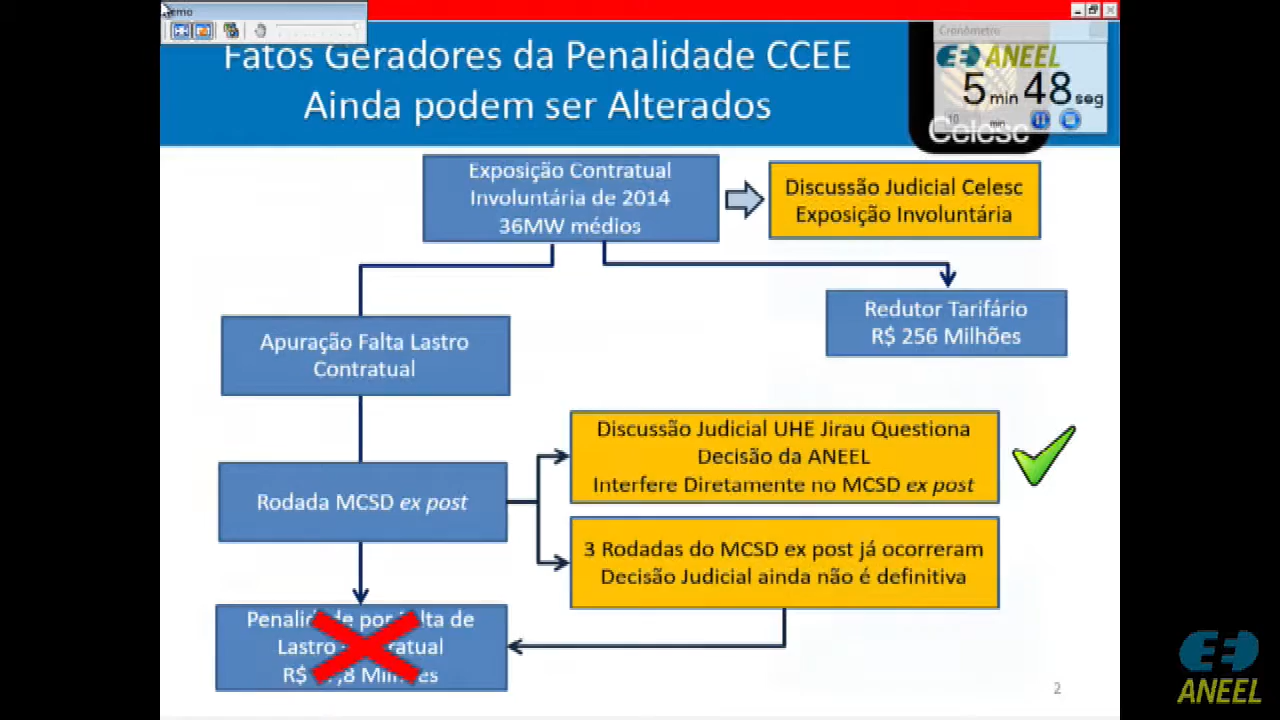 Fatos Geradores da Penalidade CCEE
Ainda podem ser Alterados
Cronômetro
ANEEL
5 min 48 seg
10 min
Celesc
Exposição Contratual
Involuntária de 2014
36MW médios
Discussão Judicial Celesc
Exposição Involuntária
Redutor Tarifário
R$ 256 Milhões
Apuração Falta Lastro
Contratual
Discussão Judicial UHE Jirau Questiona
Decisão da ANEEL
Interfere Diretamente no MCSD ex post
Rodada MCSD ex post
3 Rodadas do MCSD ex post já ocorreram
Decisão Judicial ainda não é definitiva
Penalidade por Falta de
Lastro
R$
2
ANEEL